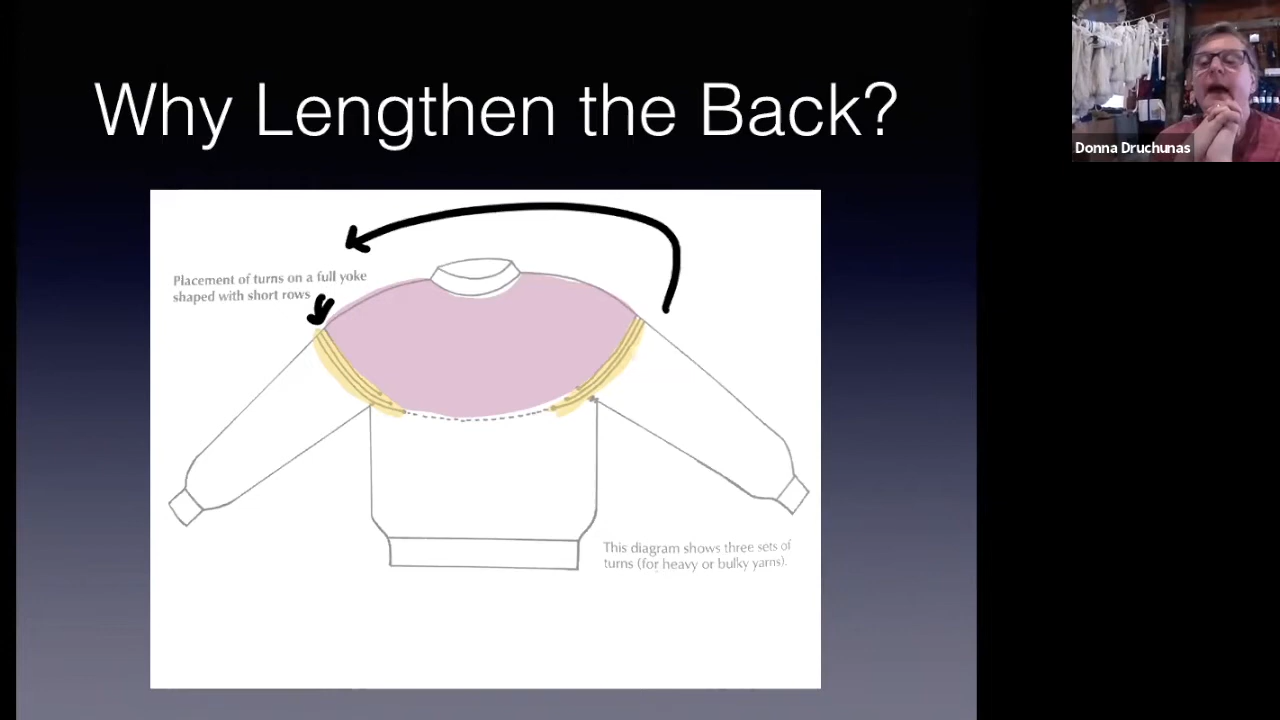 Why Lengthen the Back?
Donna Druchunas
Placement of turns on a full yoke
shaped with short rows
This diagram shows three sets of
turns (for heavy or bulky yarns).